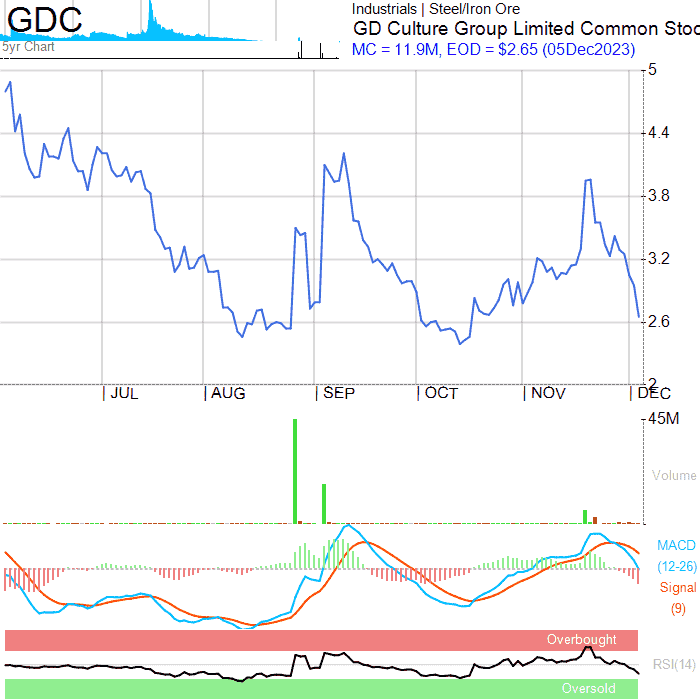 GDC
Industrials | Steel/Iron Ore
GD Culture Group Limited Common Stoc
5yr Chart
MC = 11.9M, EOD = $2.65 (05Dec2023)
5
4.4
3.8
3.2
2.6
2
| JUL | AUG | SEP | OCT | NOV | DEC
45M
Volume
MACD
(12-26)
Signal
(9)
Overbought
RSI(14)
Oversold